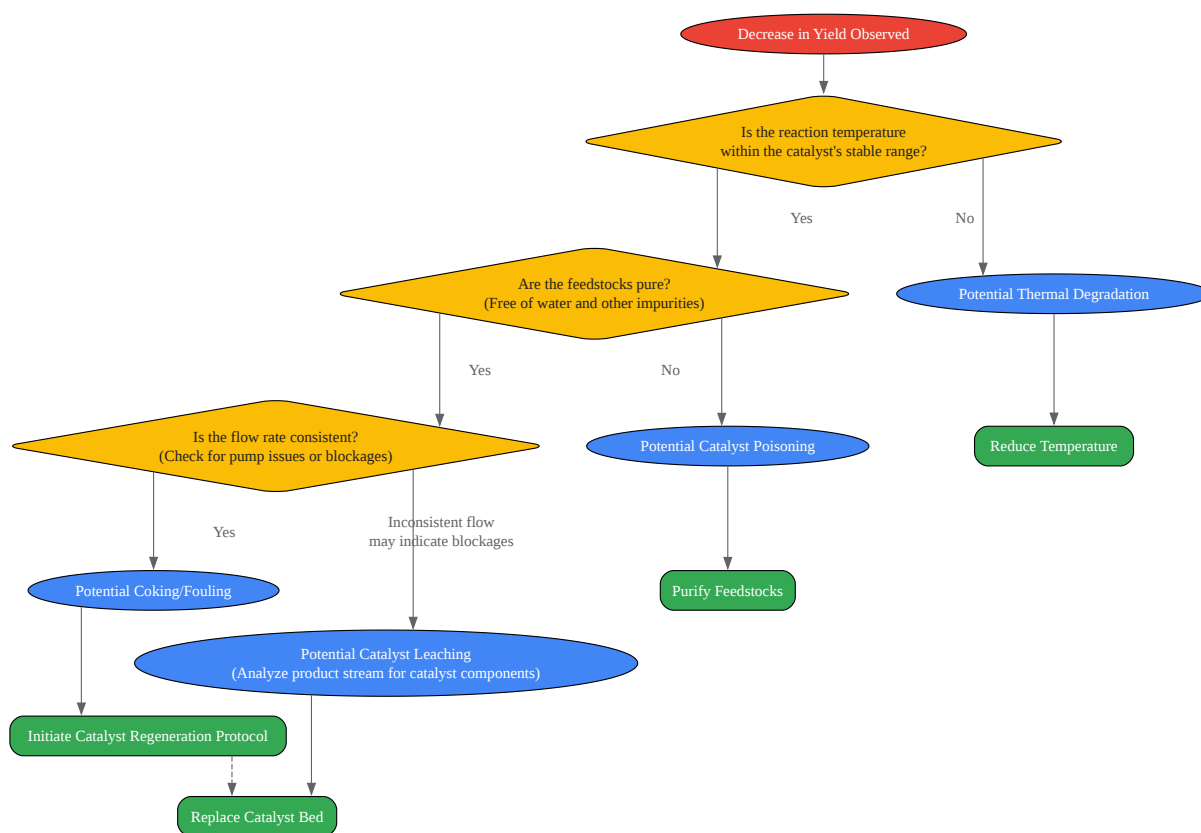 Decrease in Yield Observed
Is the reaction temperature
within the catalyst's stable range?
Yes
No
Are the feedstocks pure?
(Free of water and other impurities)
Potential Thermal Degradation
Yes
No
Is the flow rate consistent?
(Check for pump issues or blockages)
Potential Catalyst Poisoning
Reduce Temperature
Yes
Inconsistent flow
may indicate blockages
Potential Coking/Fouling
Purify Feedstocks
Potential Catalyst Leaching
(Analyze product stream for catalyst components)
Initiate Catalyst Regeneration Protocol
Replace Catalyst Bed